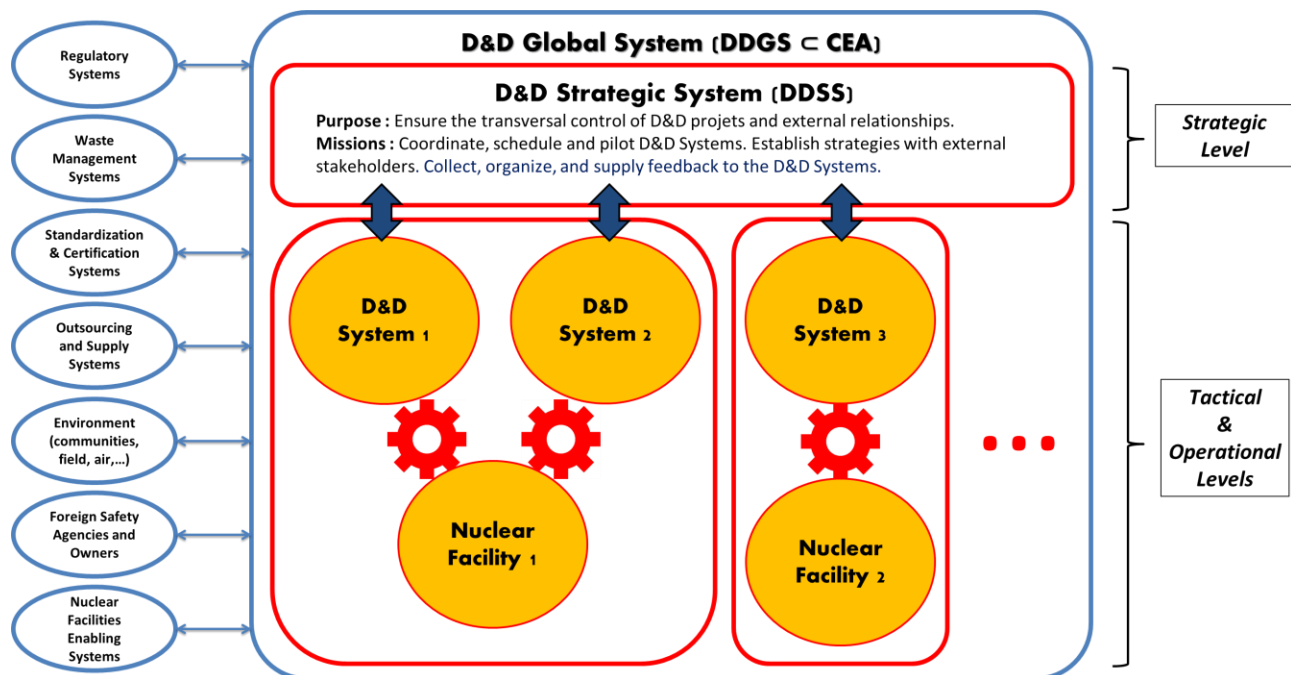 Regulatory
Systems
Waste
Management
Systems
Standardization
& Certification
Systems
Outsourcing
and Supply
Systems
Environment
(communities,
field, air,...)
Foreign Safety
Agencies and
Owners
Nuclear
Facilities
Enabling
Systems
D&D Global System (DDGS ⊂ CEA)
D&D Strategic System (DDSS)
Purpose : Ensure the transversal control of D&D projets and external relationships.
Missions : Coordinate, schedule and pilot D&D Systems. Establish strategies with external
stakeholders. Collect, organize, and supply feedback to the D&D Systems.
D&D
System 1
D&D
System 2
D&D
System 3
Nuclear
Facility 1
Nuclear
Facility 2
Strategic
Level
Tactical
&
Operational
Levels